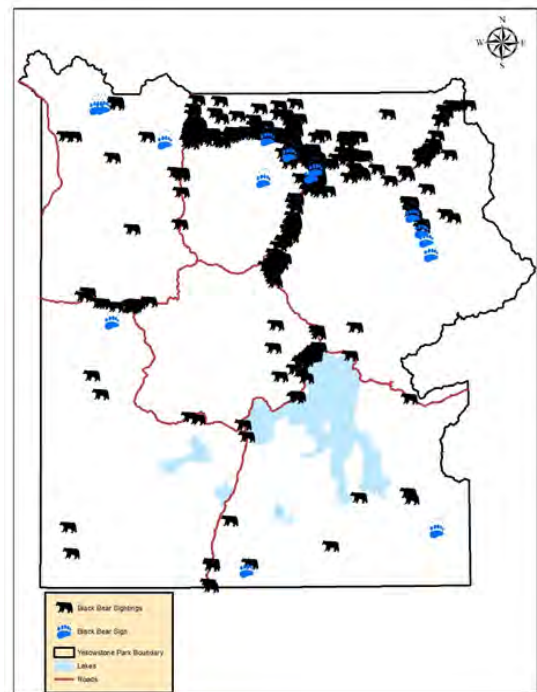 N
W E
S
Black Bear Sightings
Black Bear Sign
Yellowstone Park Boundary
Lakes
Roads